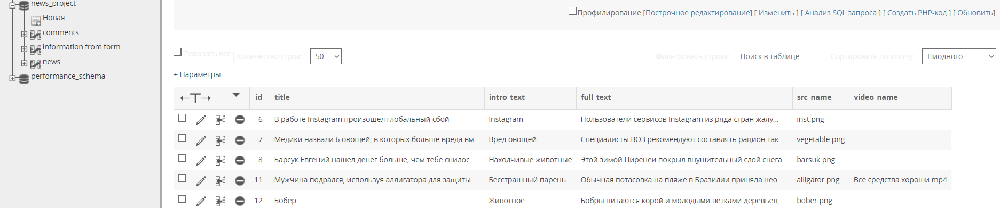 news_project
Новая
comments
information from form
news
performance_schema
Профилирование [Построчное редактирование] [ Изменить ] [ Анализ SQL запроса ] [ Создать PHP-код ] [ Обновить]
Показать все | Количество строк: 50 Фильтровать строки: Поиск в таблице Сортировать по ключу: Ниодного
+ Параметры
id title intro_text full_text src_name video_name
6 В работе Instagram произошел глобальный сбой Instagram Пользователи сервисов Instagram из ряда стран жалу... inst.png
7 Медики назвали 6 овощей, в которых больше вреда вм... Вред овощей Специалисты ВОЗ рекомендуют составлять рацион так... vegetable.png
8 Барсук Евгений нашёл денег больше, чем тебе снилос... Находчивые животные Этой зимой Пиренеи покрыл внушительный слой снега... barsuk.png
11 Мужчина подрался, используя аллигатора для защиты Бесстрашный парень Обычная потасовка на пляже в Бразилии приняла нео... alligator.png Все средства хороши.mp4
12 Бобёр Животное Бобры питаются корой и молодыми ветками деревьев, ... bober.png